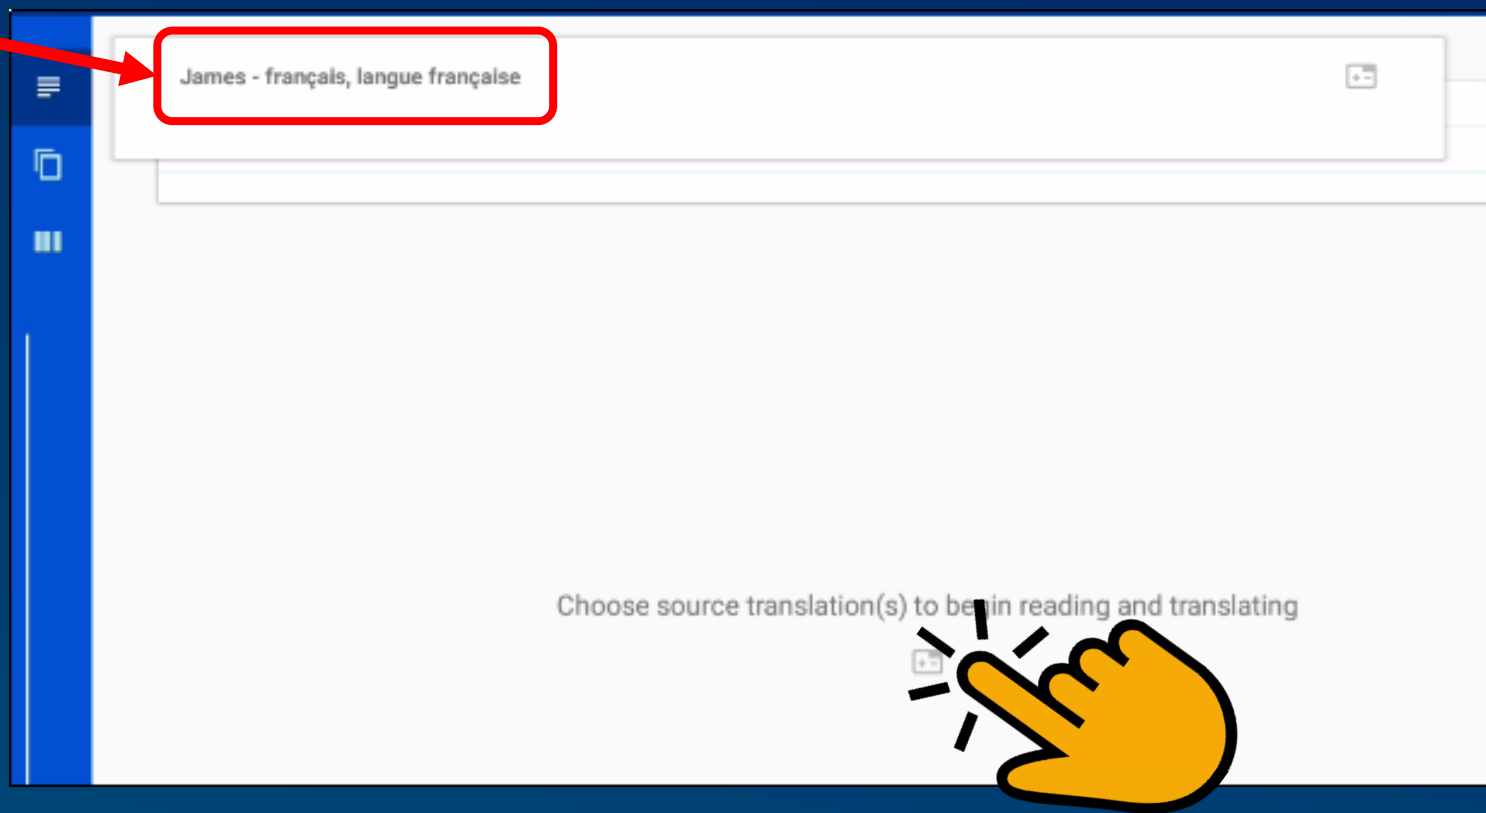 James - français, langue française
Choose source translation(s) to begin reading and translating